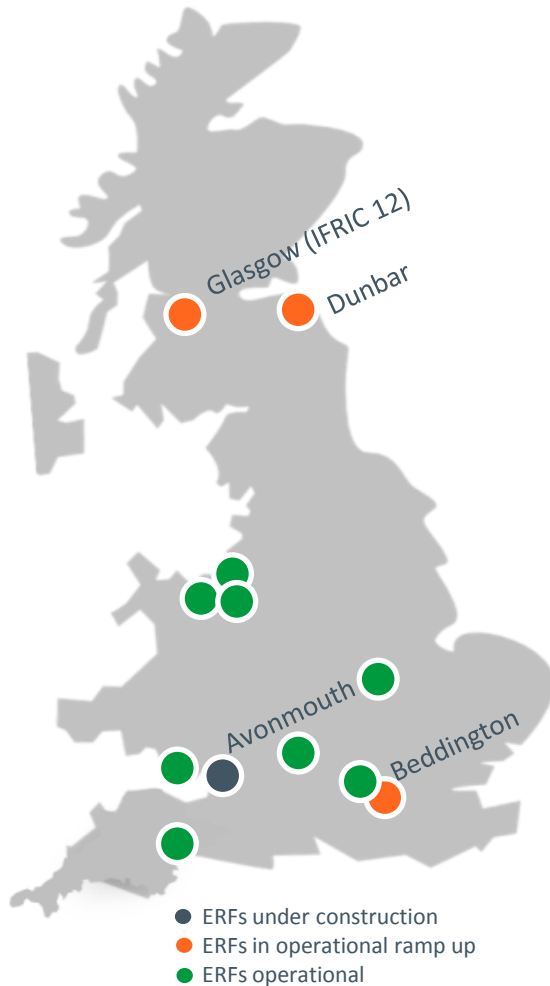 Glasgow (IFRIC 12)
Dunbar
Avonmouth
Beddington
ERFs under construction
ERFs in operational ramp up
ERFs operational